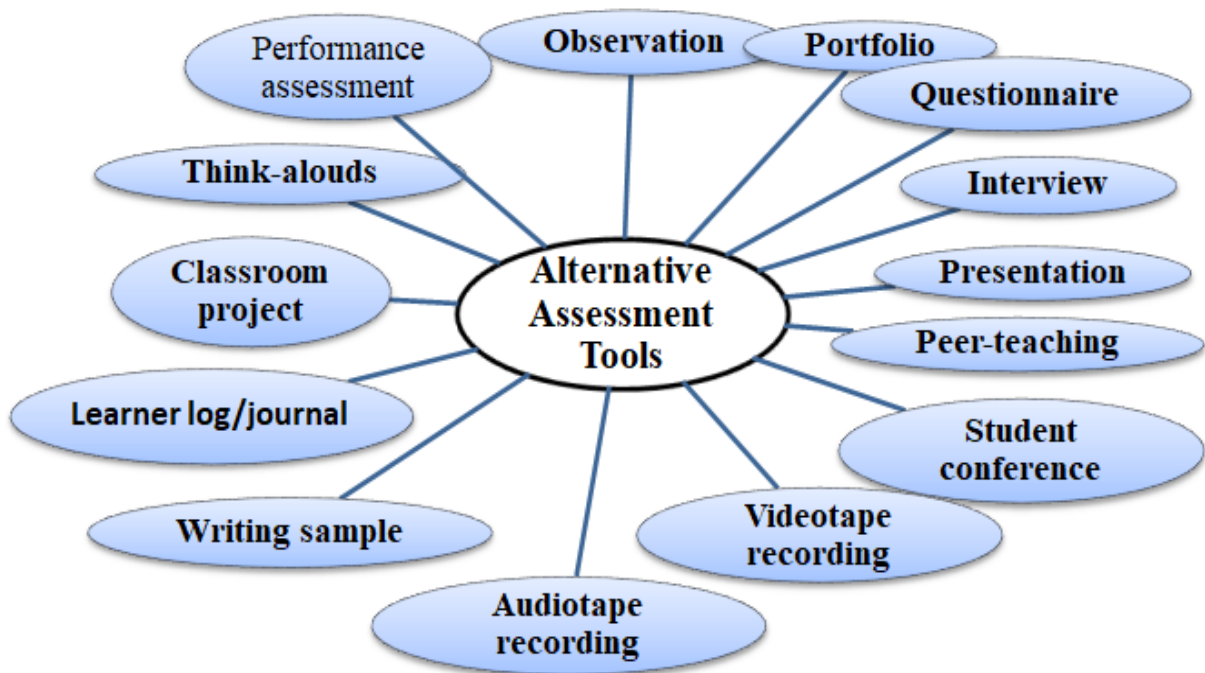 Performance
assessment
Observation
Portfolio
Questionnaire
Think-alouds
Interview
Classroom
project
Alternative
Assessment
Tools
Presentation
Peer-teaching
Learner log/journal
Student
conference
Writing sample
Videotape
recording
Audiotape
recording